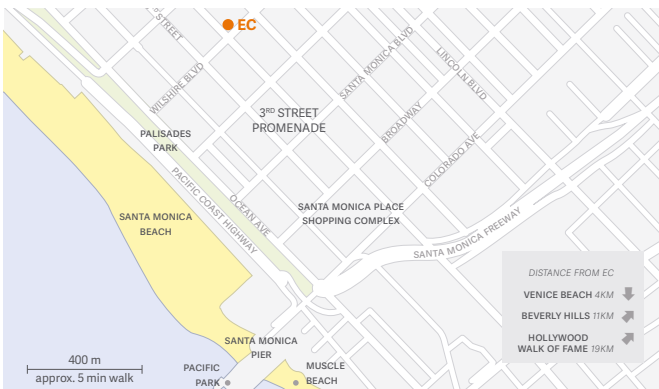 STREET
EC
WILSHIRE BLVD
SANTA MONICA BLVD
LINCOLN BLVD
3RD STREET
PROMENADE
BROADWAY
PALISADES
PARK
COLORADO AVE
PACIFIC COAST HIGHWAY
OCEAN AVE
SANTA MONICA PLACE
SHOPPING COMPLEX
SANTA MONICA
BEACH
SANTA MONICA FREEWAY
DISTANCE FROM EC
VENICE BEACH 4KM
BEVERLY HILLS 11KM
HOLLYWOOD
WALK OF FAME 19KM
SANTA MONICA
PIER
400 m
approx. 5 min walk
PACIFIC
PARK
MUSCLE
BEACH